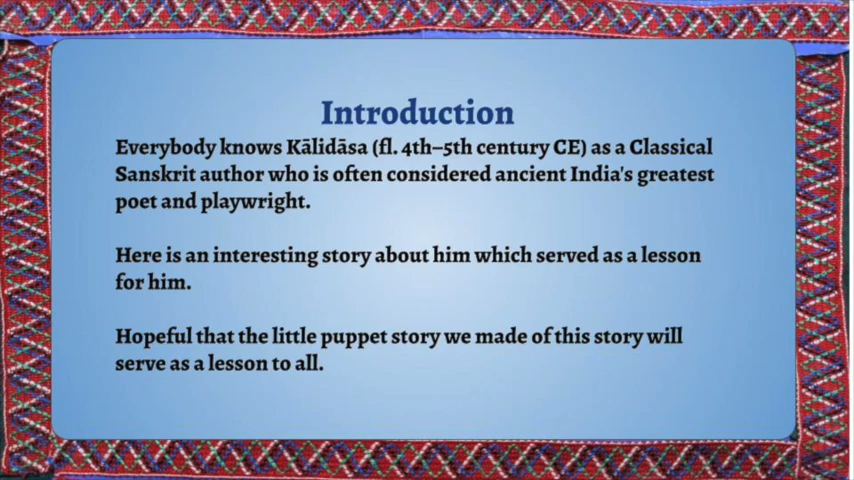 Introduction
Everybody knows Kālidāsa (fl. 4th–5th century CE) as a Classical
Sanskrit author who is often considered ancient India's greatest
poet and playwright.
Here is an interesting story about him which served as a lesson
for him.
Hopeful that the little puppet story we made of this story will
serve as a lesson to all.